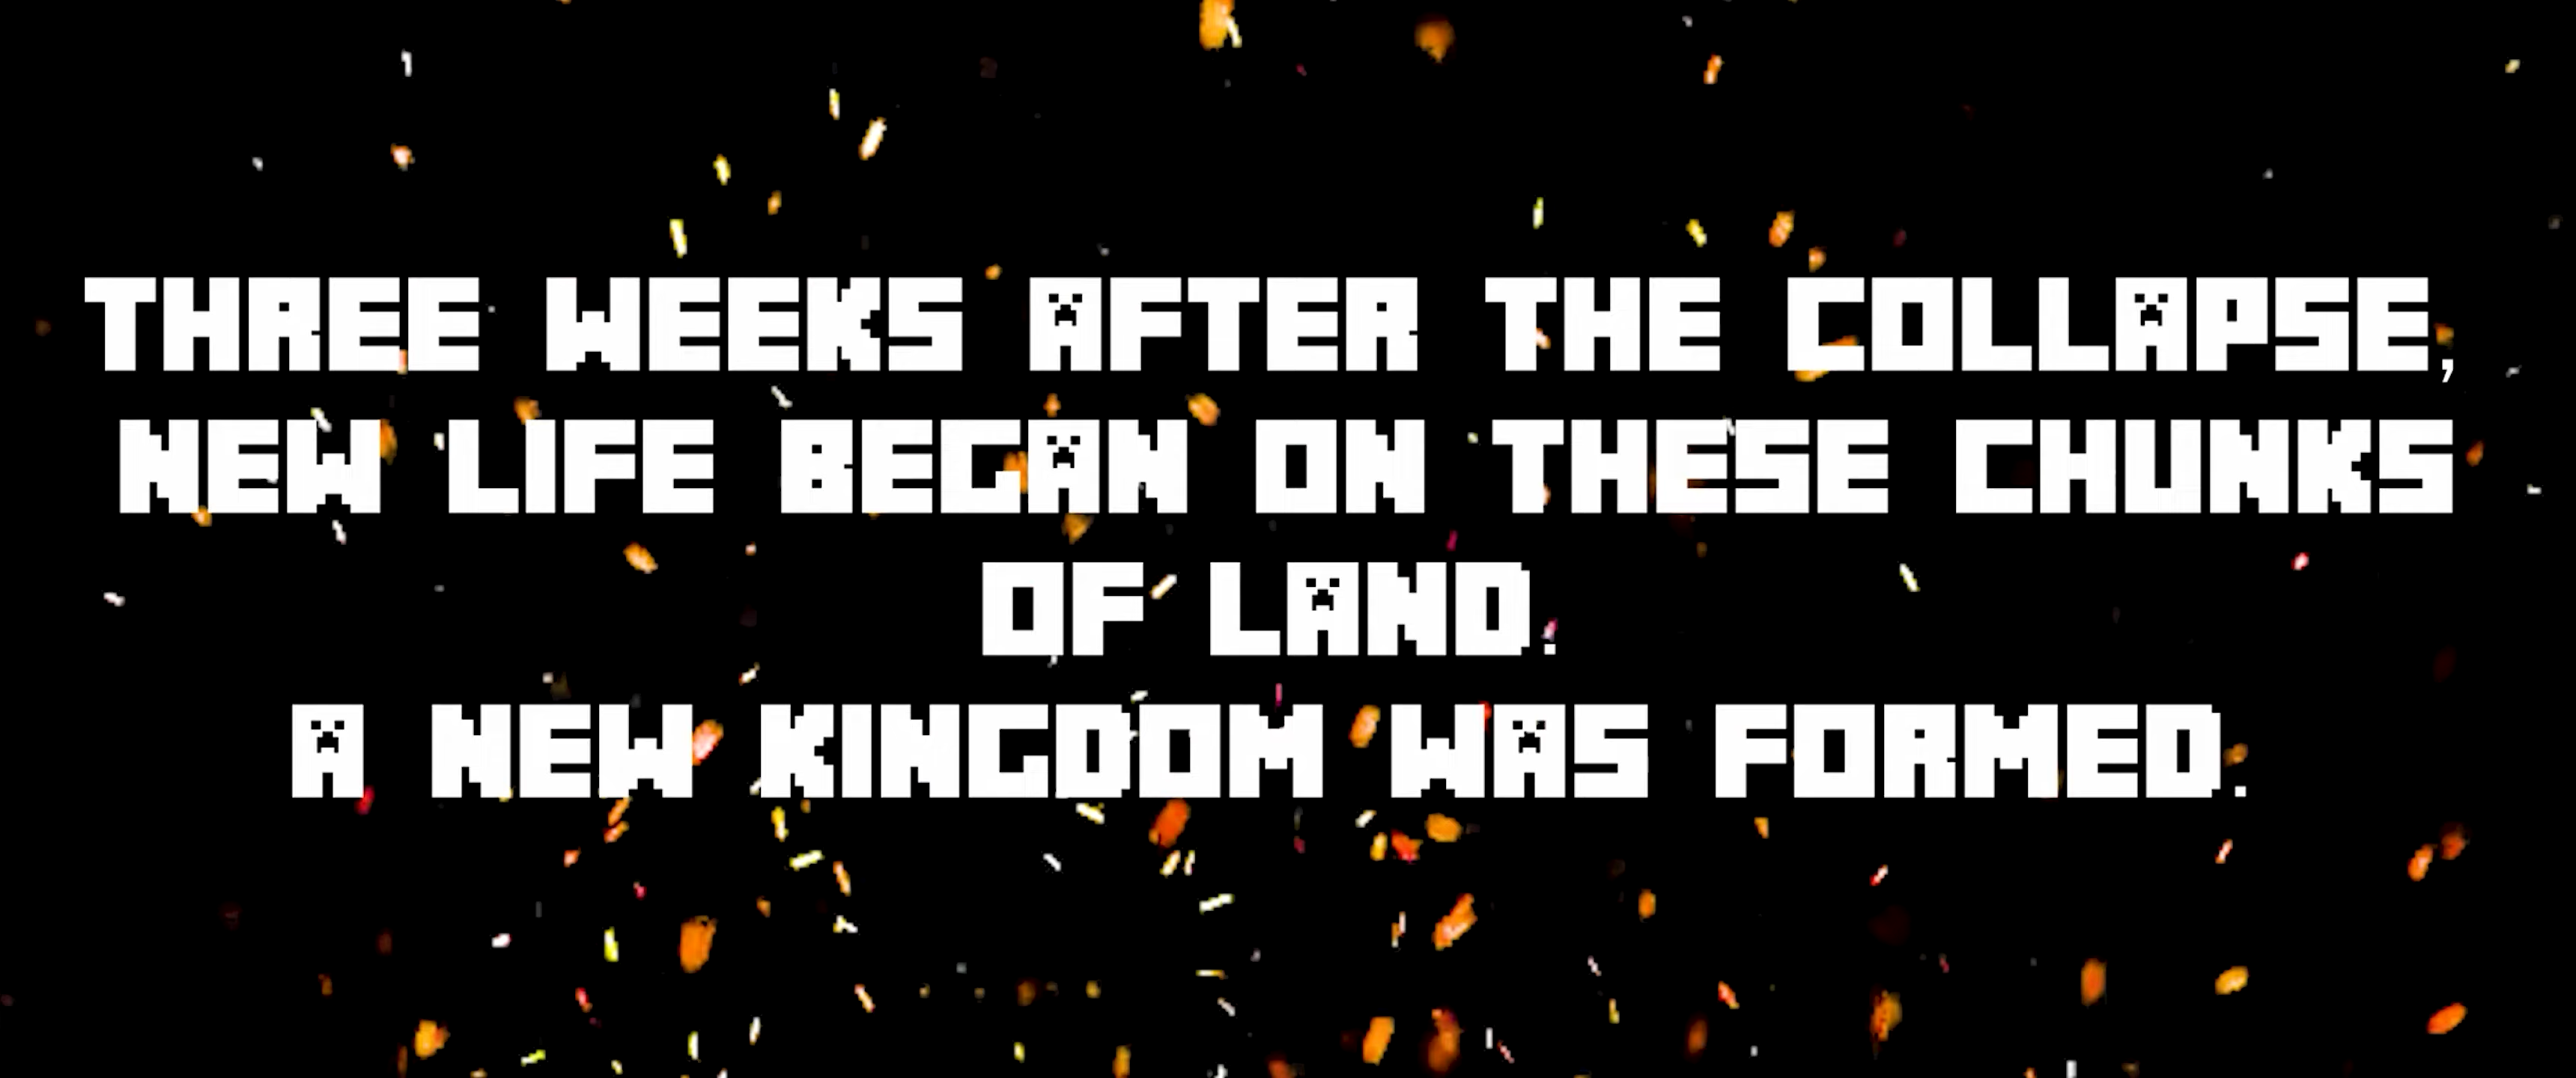 THREE WEEKS AFTER THE COLLAPSE,
NEW LIFE BEGAN ON THESE CHUNKS
OF LAND.
A NEW KINGDOM WAS FORMED.